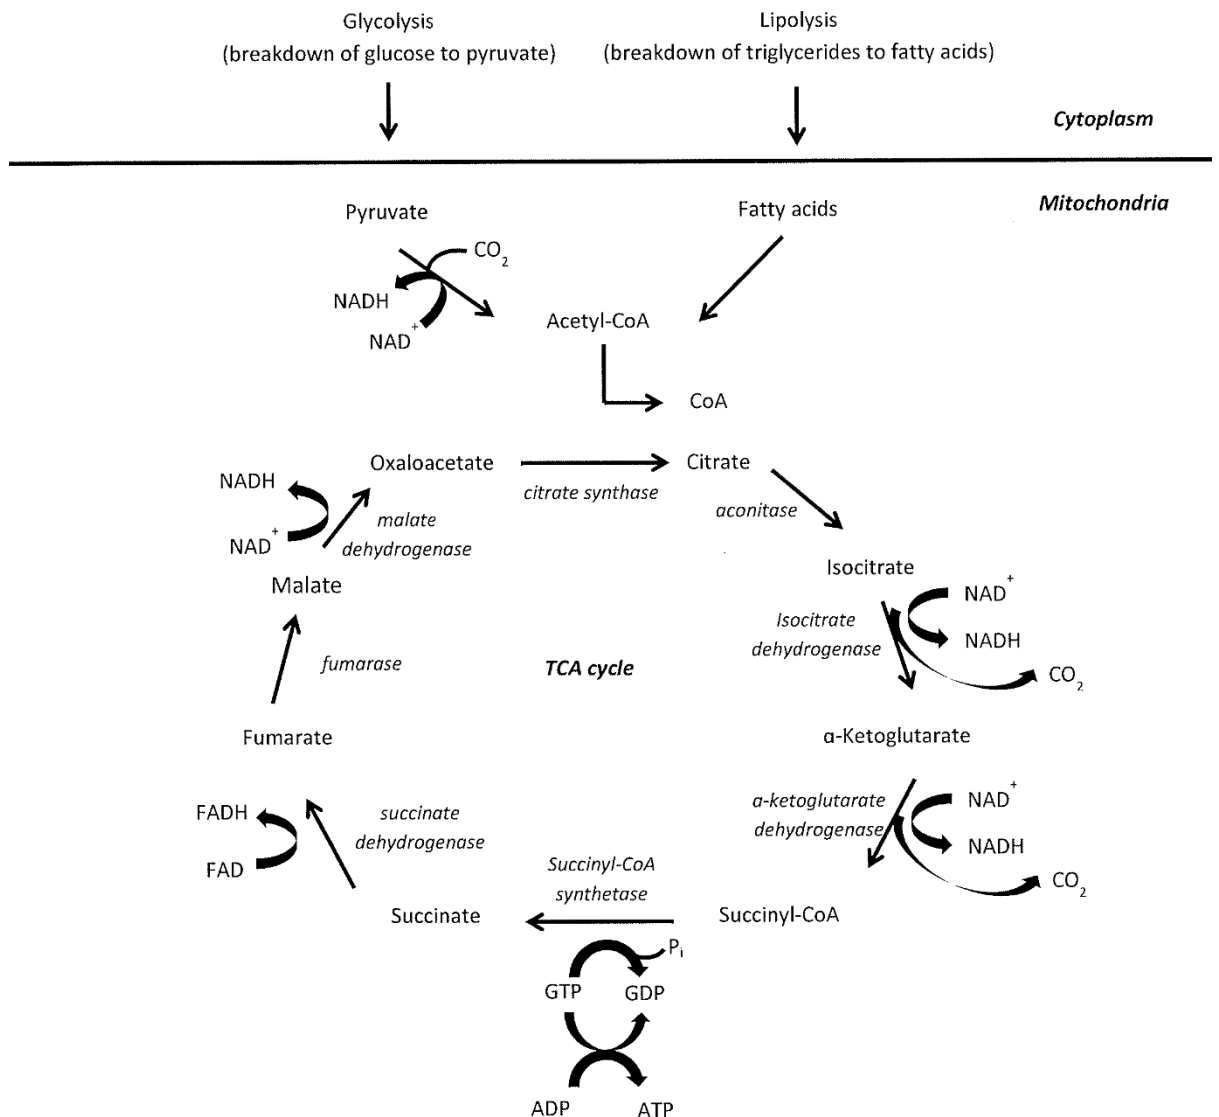 Glycolysis
(breakdown of glucose to pyruvate)
Lipolysis
(breakdown of triglycerides to fatty acids)
Cytoplasm
Mitochondria
Pyruvate
Fatty acids
CO2
NADH
NAD+
Acetyl-CoA
CoA
Oxaloacetate
citrate synthase
Citrate
aconitase
NADH
NAD+
malate
dehydrogenase
Malate
Isocitrate
NAD+
NADH
CO2
Isocitrate
dehydrogenase
fumarase
TCA cycle
Fumarate
α-Ketoglutarate
FADH
FAD
succinate
dehydrogenase
α-ketoglutarate
dehydrogenase
NAD+
NADH
CO2
Succinyl-CoA
synthetase
Succinate
Succinyl-CoA
Pi
GTP
GDP
ADP
ATP